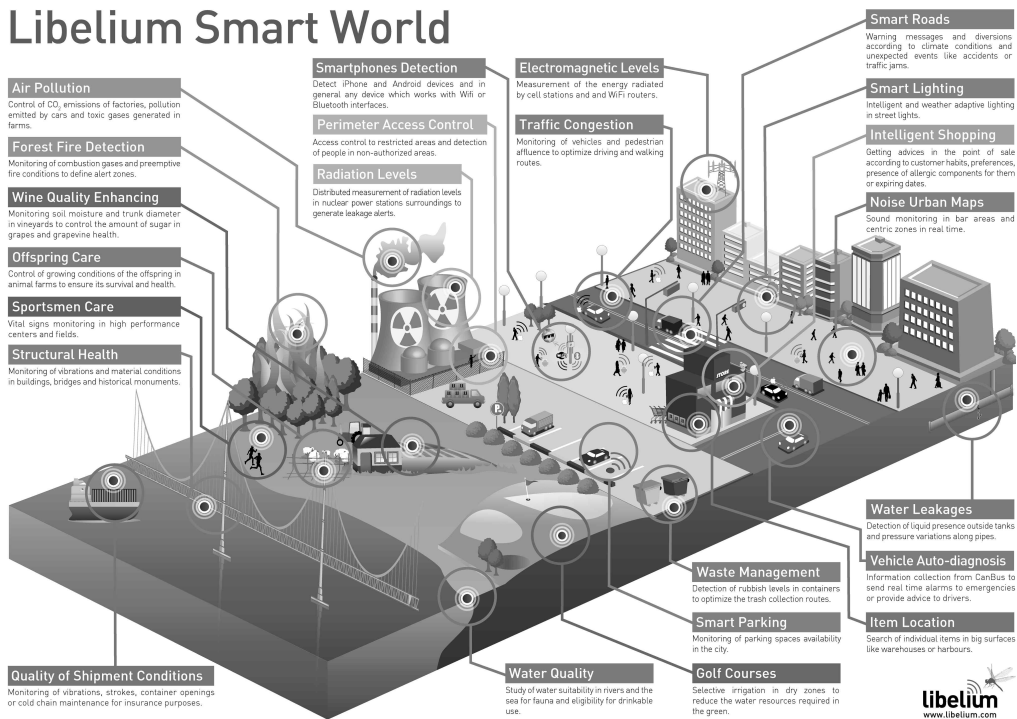 Libelium Smart World
Air Pollution
Control of CO2 emissions of factories, pollution
emitted by cars and toxic gases generated in
farms.
Forest Fire Detection
Monitoring of combustion gases and preemptive
fire conditions to define alert zones.
Wine Quality Enhancing
Monitoring soil moisture and trunk diameter
in vineyards to control the amount of sugar in
grapes and grapevine health.
Offspring Care
Control of growing conditions of the offspring in
animal farms to ensure its survival and health.
Sportsmen Care
Vital signs monitoring in high performance
centers and fields.
Structural Health
Monitoring of vibrations and material conditions
in buildings, bridges and historical monuments.
Quality of Shipment Conditions
Monitoring of vibrations, strokes, container openings
or cold chain maintenance for insurance purposes.
Smartphones Detection
Detect iPhone and Android devices and in
general any device which works with Wifi or
Bluetooth interfaces.
Perimeter Access Control
Access control to restricted areas and detection
of people in non-authorized areas.
Radiation Levels
Distributed measurement of radiation levels
in nuclear power stations surroundings to
generate leakage alerts.
Electromagnetic Levels
Measurement of the energy radiated
by cell stations and and WiFi routers.
Traffic Congestion
Monitoring of vehicles and pedestrian
affluence to optimize driving and walking
routes.
Smart Roads
Warning messages and diversions
according to climate conditions and
unexpected events like accidents or
traffic jams.
Smart Lighting
Intelligent and weather adaptive lighting
in street lights.
Intelligent Shopping
Getting advices in the point of sale
according to customer habits, preferences,
presence of allergic components for them
or expiring dates.
Noise Urban Maps
Sound monitoring in bar areas and
centric zones in real time.
STORE
P
Water Leakages
Detection of liquid presence outside tanks
and pressure variations along pipes.
Vehicle Auto-diagnosis
Information collection from CanBus to
send real time alarms to emergencies
or provide advice to drivers.
Item Location
Search of individual items in big surfaces
like warehouses or harbours.
Waste Management
Detection of rubbish levels in containers
to optimize the trash collection routes.
Smart Parking
Monitoring of parking spaces availability
in the city.
Golf Courses
Selective irrigation in dry zones to
reduce the water resources required in
the green.
Water Quality
Study of water suitability in rivers and the
sea for fauna and eligibility for drinkable
use.
libelium
www.libelium.com